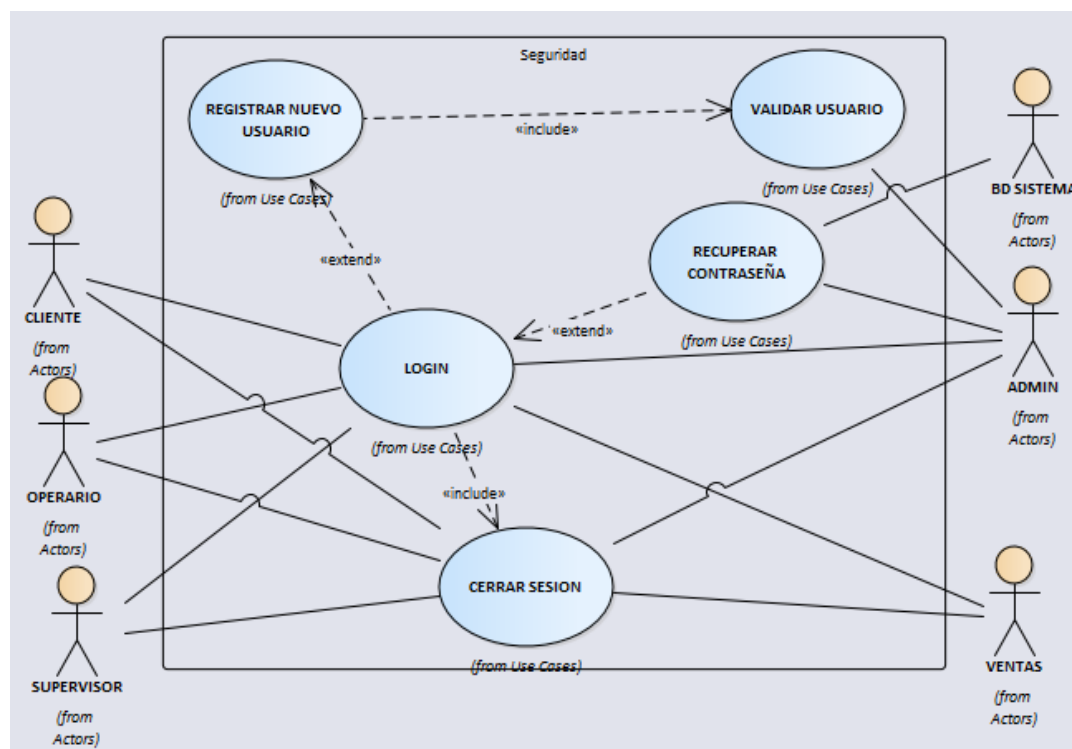 Seguridad
REGISTRAR NUEVO
USUARIO
(from Use Cases)
«include»
VALIDAR USUARIO
(from Use Cases)
BD SISTEMA
(from
Actors)
«extend»
RECUPERAR
CONTRASEÑA
(from Use Cases)
«extend»
CLIENTE
(from
Actors)
LOGIN
(from Use Cases)
ADMIN
(from
Actors)
OPERARIO
(from
Actors)
«include»
CERRAR SESION
(from Use Cases)
SUPERVISOR
(from
Actors)
VENTAS
(from
Actors)